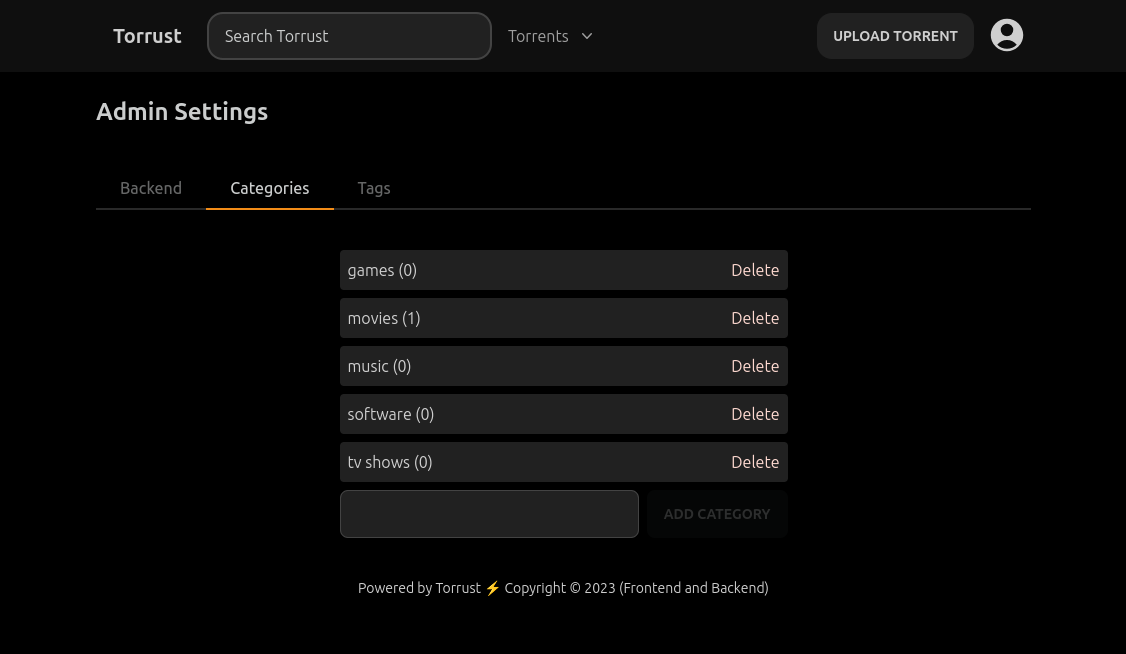 Torrust
Search Torrust
Torrents
UPLOAD TORRENT
Admin Settings
Backend
Categories
Tags
games (0)
Delete
movies (1)
Delete
music (0)
Delete
software (0)
Delete
tv shows (0)
Delete
ADD CATEGORY
Powered by Torrust ⚡ Copyright © 2023 (Frontend and Backend)